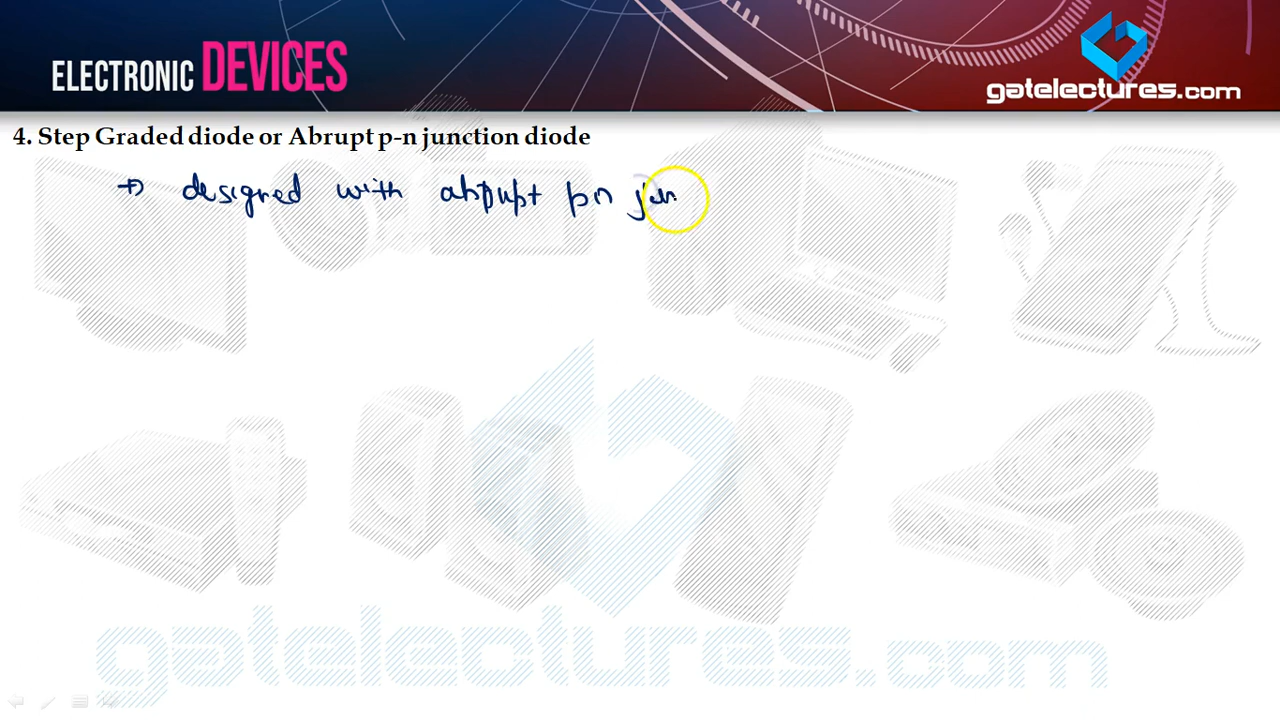 ELECTRONIC DEVICES
gatelectures.com
4. Step Graded diode or Abrupt p-n junction diode
→ designed with abrupt pn jun
gatelectures.com